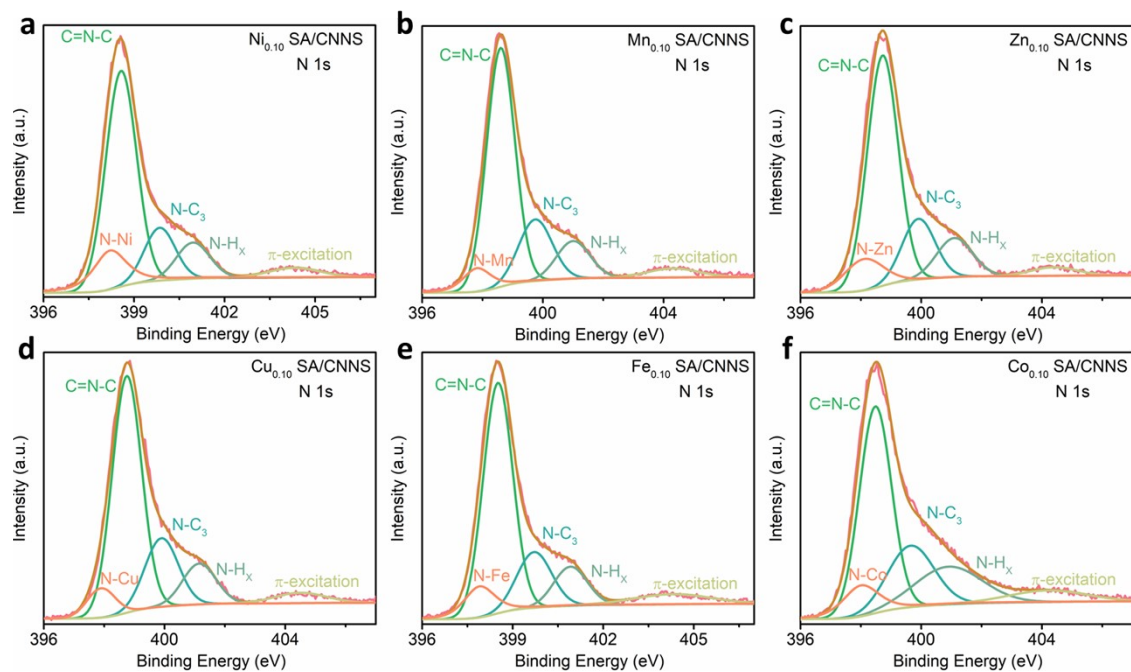 a
Ni0.10 SA/CNNS
N 1s
C=N-C
N-Ni
N-C3
N-HX
π-excitation
Intensity (a.u.)
396 399 402 405
Binding Energy (eV)
b
Mn0.10 SA/CNNS
N 1s
C=N-C
N-Mn
N-C3
N-HX
π-excitation
Intensity (a.u.)
396 400 404
Binding Energy (eV)
c
Zn0.10 SA/CNNS
N 1s
C=N-C
N-Zn
N-C3
N-HX
π-excitation
Intensity (a.u.)
396 400 404
Binding Energy (eV)
d
Cu0.10 SA/CNNS
N 1s
C=N-C
N-Cu
N-C3
N-HX
π-excitation
Intensity (a.u.)
396 400 404
Binding Energy (eV)
e
Fe0.10 SA/CNNS
N 1s
C=N-C
N-Fe
N-C3
N-HX
π-excitation
Intensity (a.u.)
396 399 402 405
Binding Energy (eV)
f
Co0.10 SA/CNNS
N 1s
C=N-C
N-Co
N-C3
N-HX
π-excitation
Intensity (a.u.)
396 400 404
Binding Energy (eV)